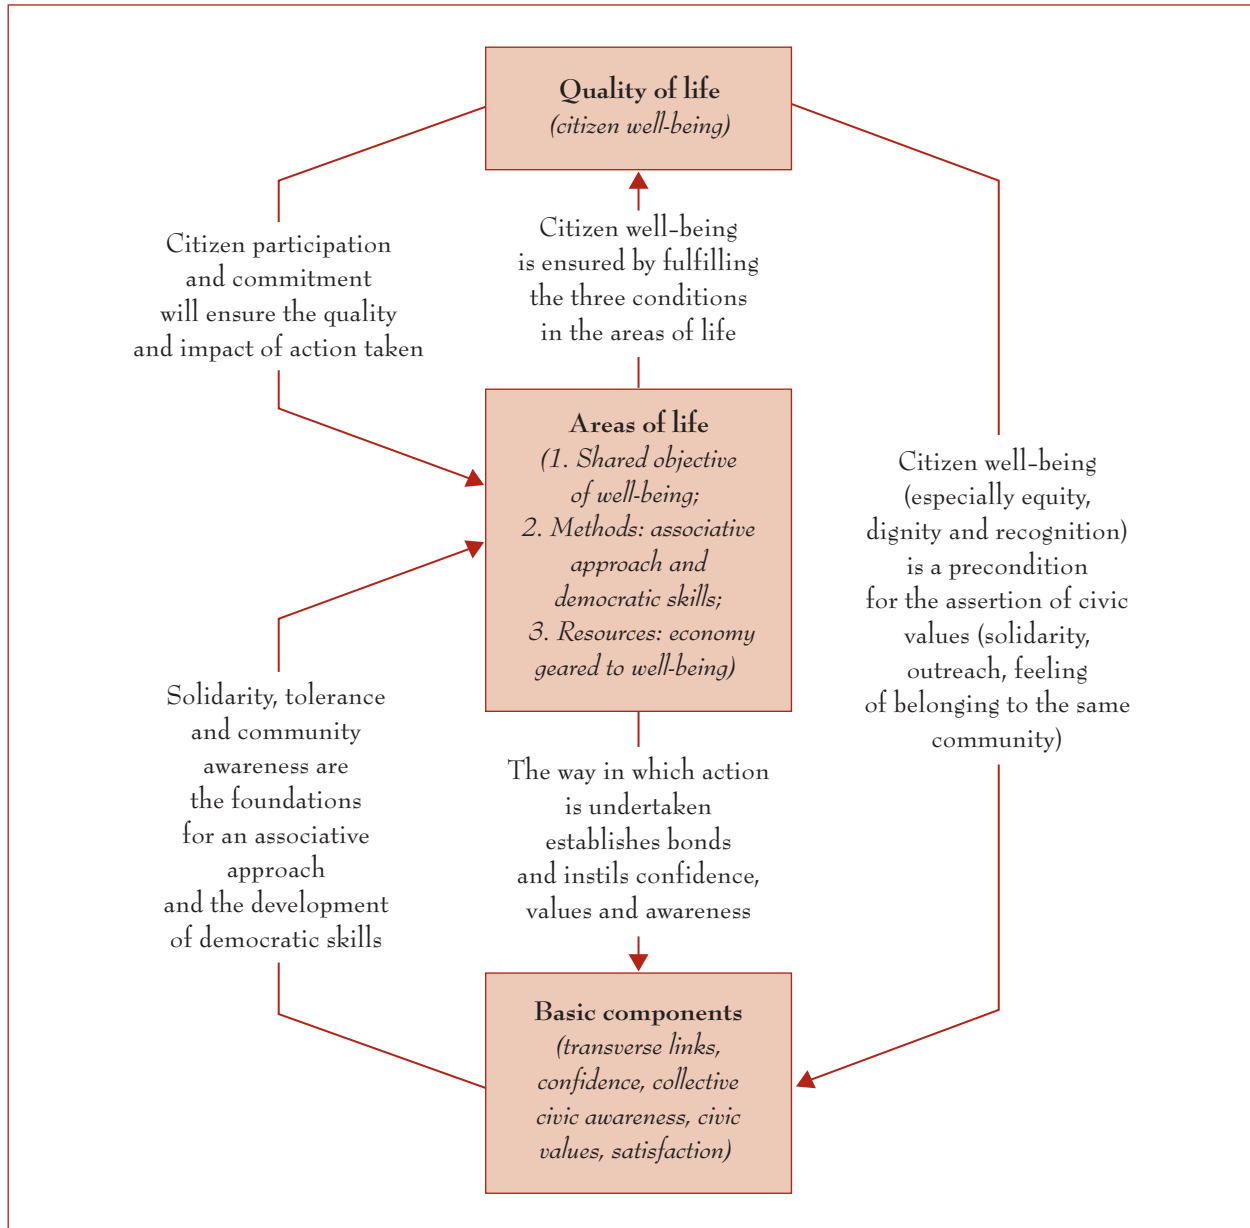 Quality of life
(citizen well-being)
Citizen participation
and commitment
will ensure the quality
and impact of action taken
Citizen well-being
is ensured by fulfilling
the three conditions
in the areas of life
Areas of life
(1. Shared objective
of well-being;
2. Methods: associative
approach and
democratic skills;
3. Resources: economy
geared to well-being)
Citizen well-being
(especially equity,
dignity and recognition)
is a precondition
for the assertion of civic
values (solidarity,
outreach, feeling
of belonging to the same
community)
Solidarity, tolerance
and community
awareness are
the foundations
for an associative
approach
and the development
of democratic skills
The way in which action
is undertaken
establishes bonds
and instils confidence,
values and awareness
Basic components
(transverse links,
confidence, collective
civic awareness, civic
values, satisfaction)